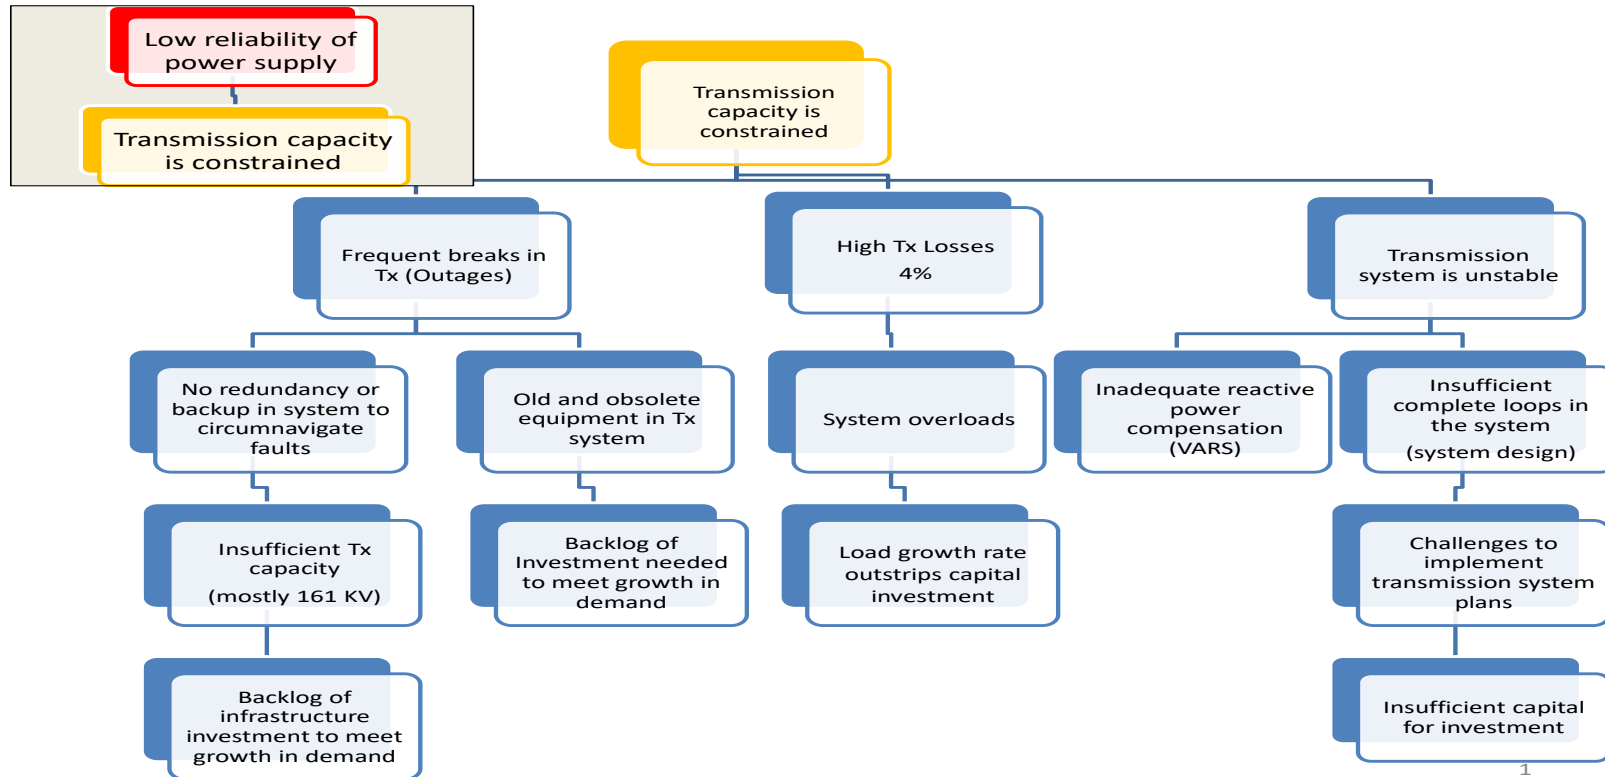 Low reliability of
power supply
Transmission capacity
is constrained
Transmission
capacity is
constrained
Frequent breaks in
Tx (Outages)
High Tx Losses
4%
Transmission
system is unstable
No redundancy or
backup in system to
circumnavigate
faults
Old and obsolete
equipment in Tx
system
System overloads
Inadequate reactive
power
compensation
(VARS)
Insufficient
complete loops in
the system
(system design)
Insufficient Tx
capacity
(mostly 161 KV)
Backlog of
Investment needed
to meet growth in
demand
Load growth rate
outstrips capital
investment
Challenges to
implement
transmission system
plans
Backlog of
infrastructure
investment to meet
growth in demand
Insufficient capital
for investment
1